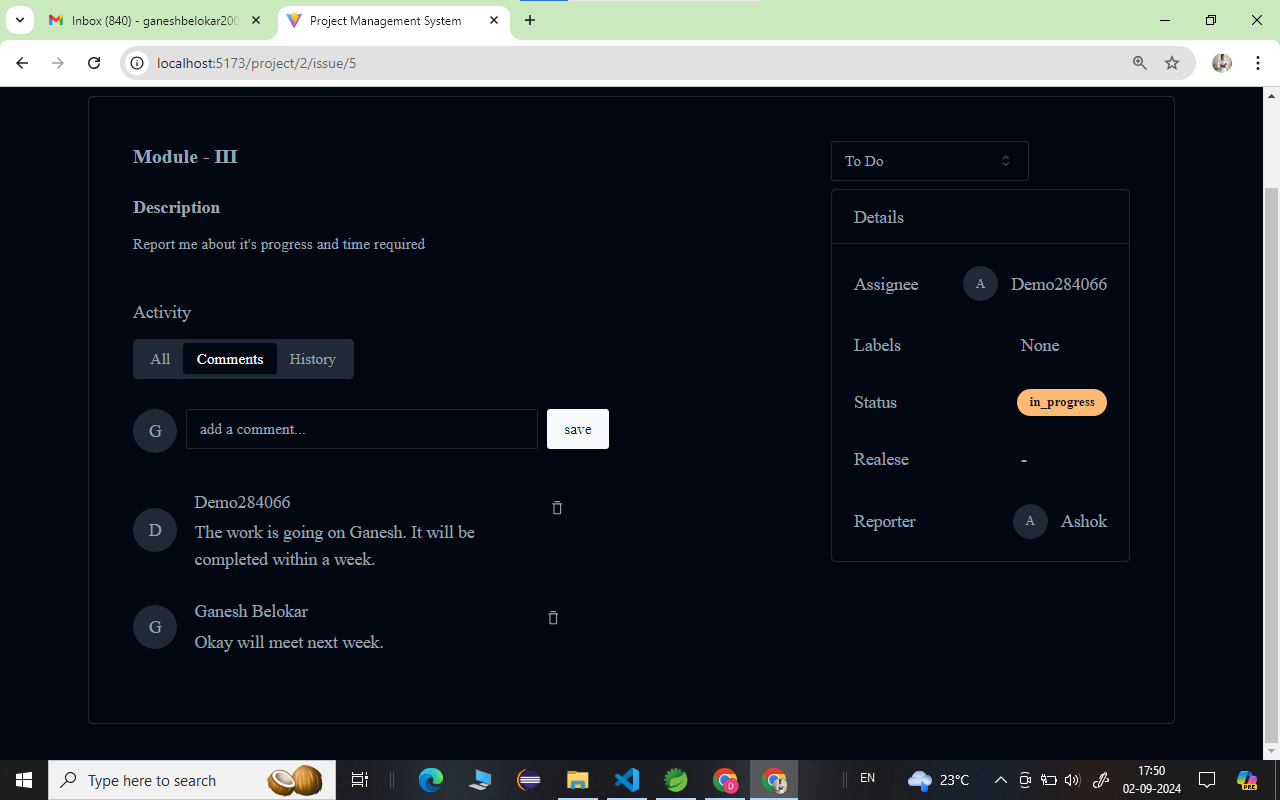 Inbox (840) - ganeshbelokar200
Project Management System
localhost:5173/project/2/issue/5
Module - III
To Do
Description
Details
Report me about it's progress and time required
Assignee A Demo284066
Activity
Labels None
All Comments History
Status in_progress
G add a comment... save
Realese -
Demo284066
D The work is going on Ganesh. It will be
completed within a week.
Reporter A Ashok
Ganesh Belokar
G Okay will meet next week.
Type here to search
D
EN
23°C
17:50
02-09-2024
PRE